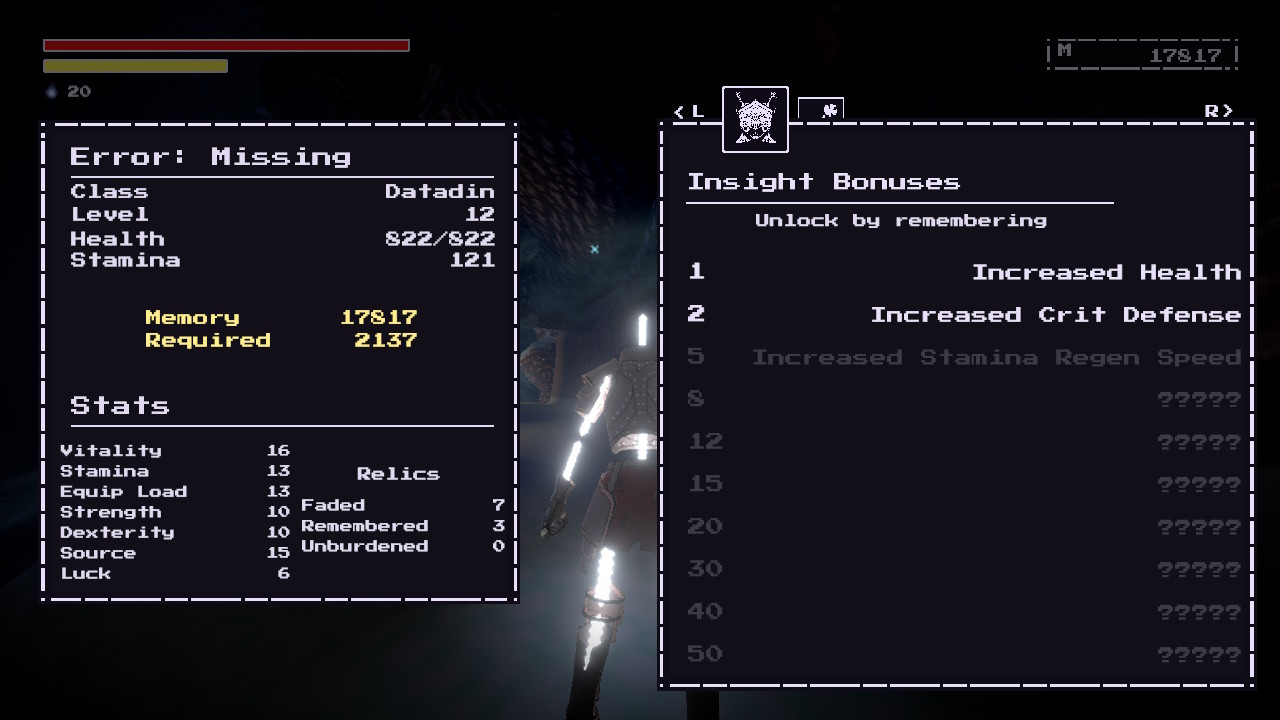 20
M 17817
< L
R >
Error: Missing
Class Datadin
Level 12
Health 822/822
Stamina 121
Memory 17817
Required 2137
Stats
Vitality 16
Stamina 13
Equip Load 13
Strength 10
Dexterity 10
Source 15
Luck 6
Relics
Faded 7
Remembered 3
Unburdened 0
Insight Bonuses
Unlock by remembering
1 Increased Health
2 Increased Crit Defense
5 Increased Stamina Regen Speed
8 ?????
12 ?????
15 ?????
20 ?????
30 ?????
40 ?????
50 ?????